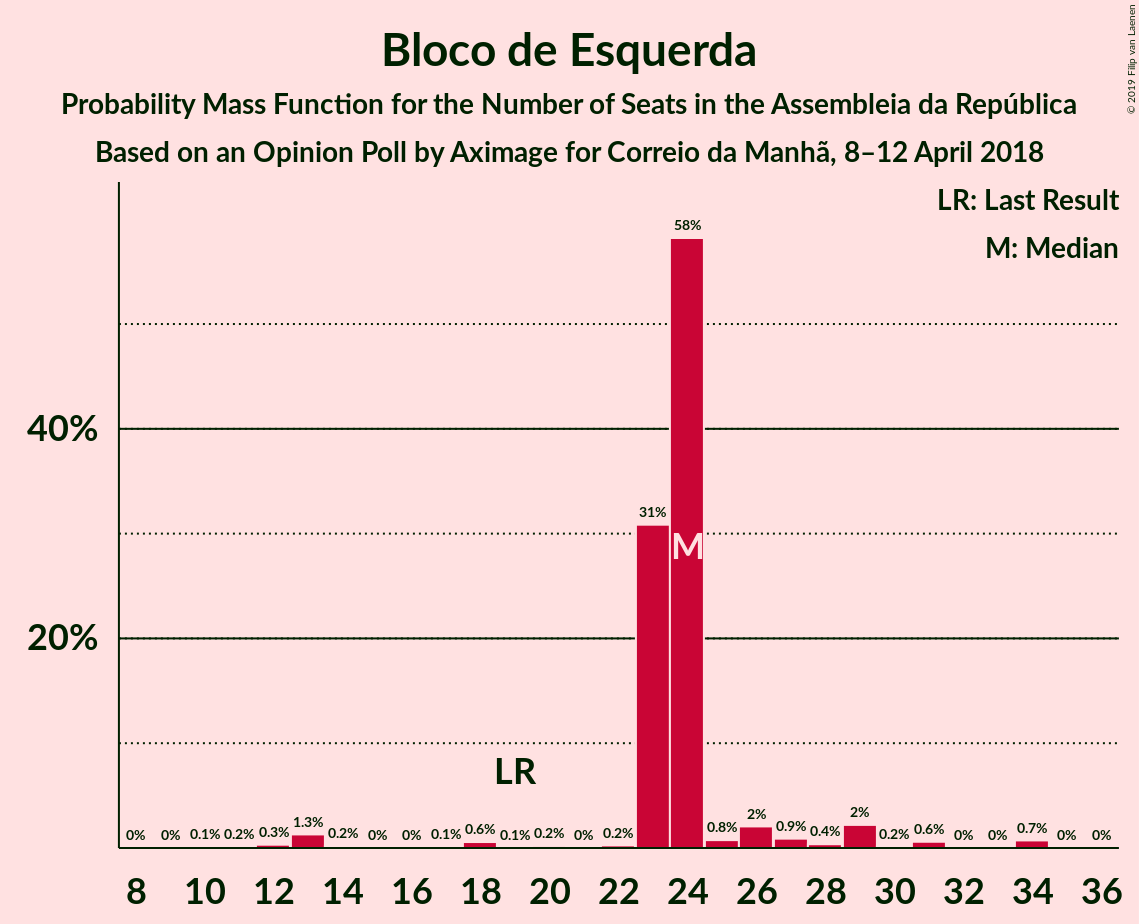 Bloco de Esquerda
Probability Mass Function for the Number of Seats in the Assembleia da República
Based on an Opinion Poll by Aximage for Correio da Manhã, 8–12 April 2018
© 2019 Filip van Laenen
LR: Last Result
M: Median
40%
20%
0% 0% 0.1% 0.2% 0.3% 1.3% 0.2% 0% 0% 0.1% 0.6% 0.1% 0.2% 0% 0.2% 31% 58% 0.8% 2% 0.9% 0.4% 2% 0.2% 0.6% 0% 0% 0.7% 0% 0%
M
LR
8 10 12 14 16 18 20 22 24 26 28 30 32 34 36